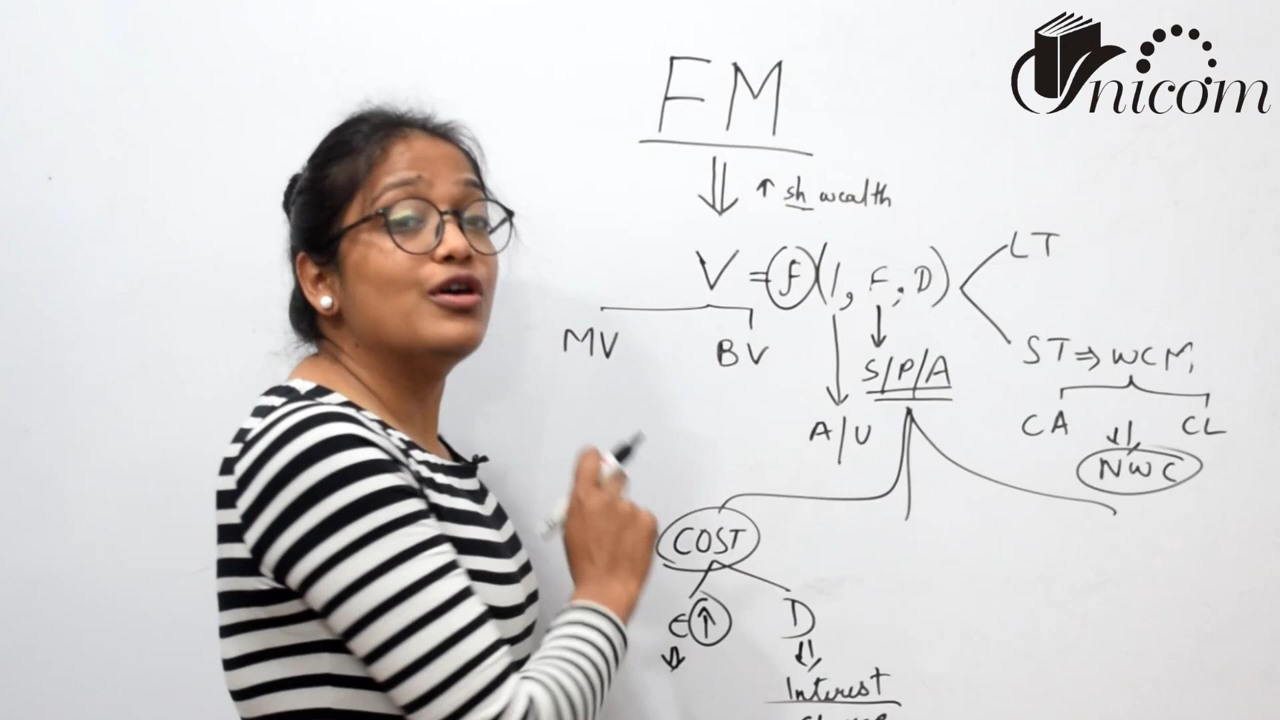 Unicom
FM
↑ sh wealth
V = f (I, F, D)
LT
MV
BV
ST ⇒ WCM
S/P/A
A/U
CA
CL
NWC
COST
E ↑
D
Interest